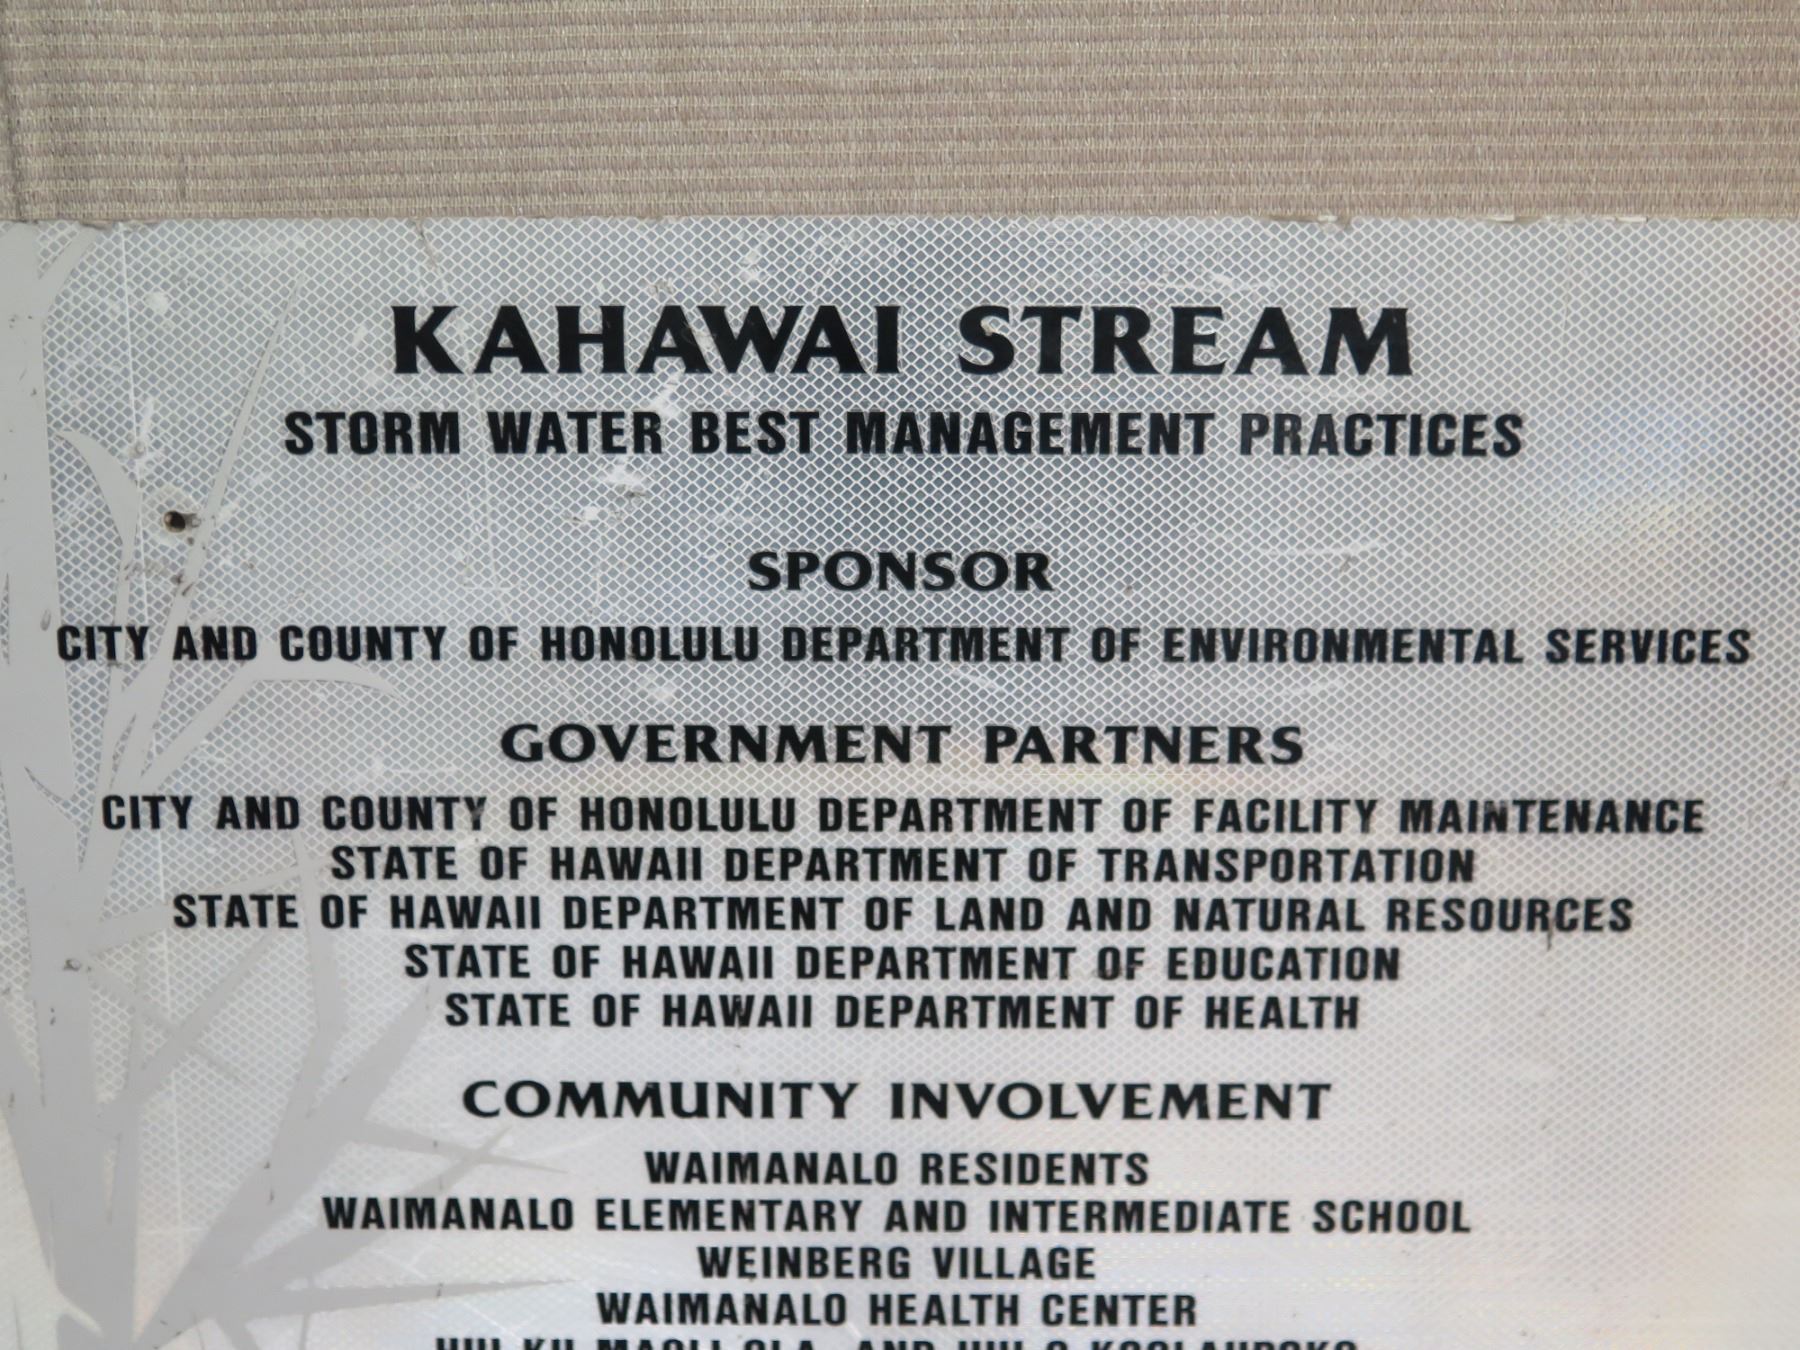 KAHAWAI STREAM
STORM WATER BEST MANAGEMENT PRACTICES
SPONSOR
CITY AND COUNTY OF HONOLULU DEPARTMENT OF ENVIRONMENTAL SERVICES
GOVERNMENT PARTNERS
CITY AND COUNTY OF HONOLULU DEPARTMENT OF FACILITY MAINTENANCE
STATE OF HAWAII DEPARTMENT OF TRANSPORTATION
STATE OF HAWAII DEPARTMENT OF LAND AND NATURAL RESOURCES
STATE OF HAWAII DEPARTMENT OF EDUCATION
STATE OF HAWAII DEPARTMENT OF HEALTH
COMMUNITY INVOLVEMENT
WAIMANALO RESIDENTS
WAIMANALO ELEMENTARY AND INTERMEDIATE SCHOOL
WEINBERG VILLAGE
WAIMANALO HEALTH CENTER